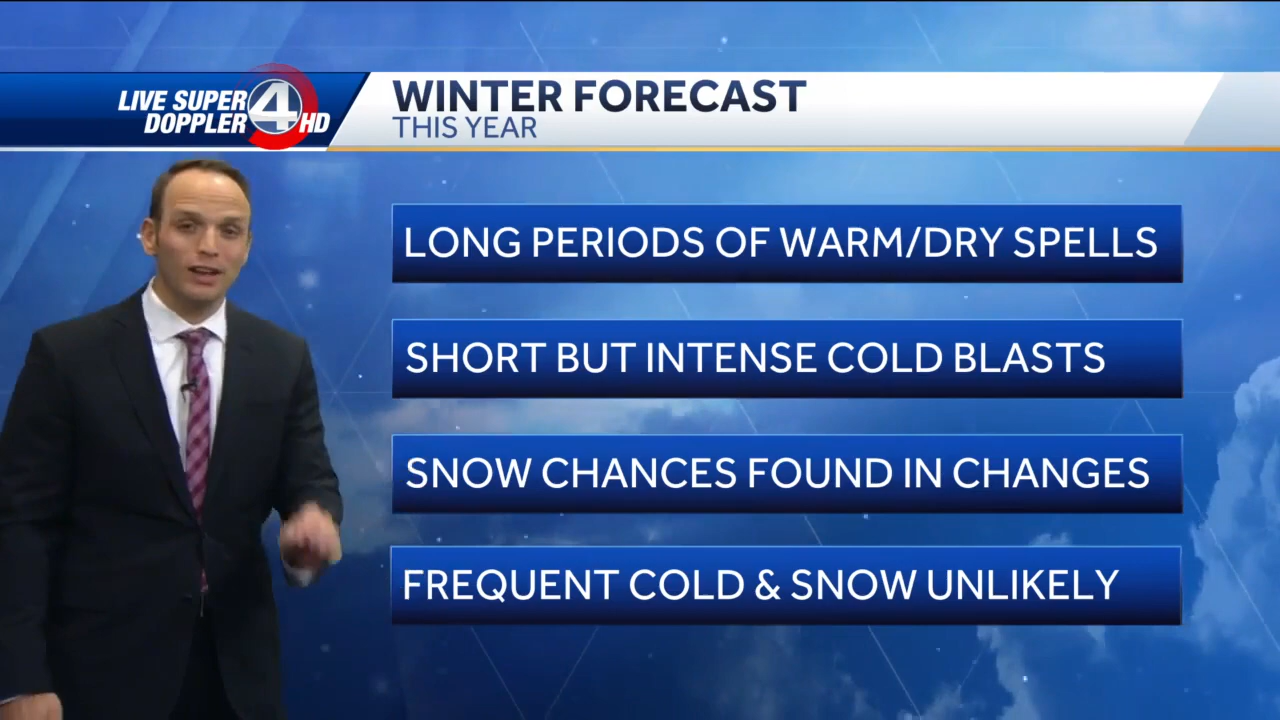 LIVE SUPER
DOPPLER 4 HD
WINTER FORECAST
THIS YEAR
LONG PERIODS OF WARM/DRY SPELLS
SHORT BUT INTENSE COLD BLASTS
SNOW CHANCES FOUND IN CHANGES
FREQUENT COLD & SNOW UNLIKELY